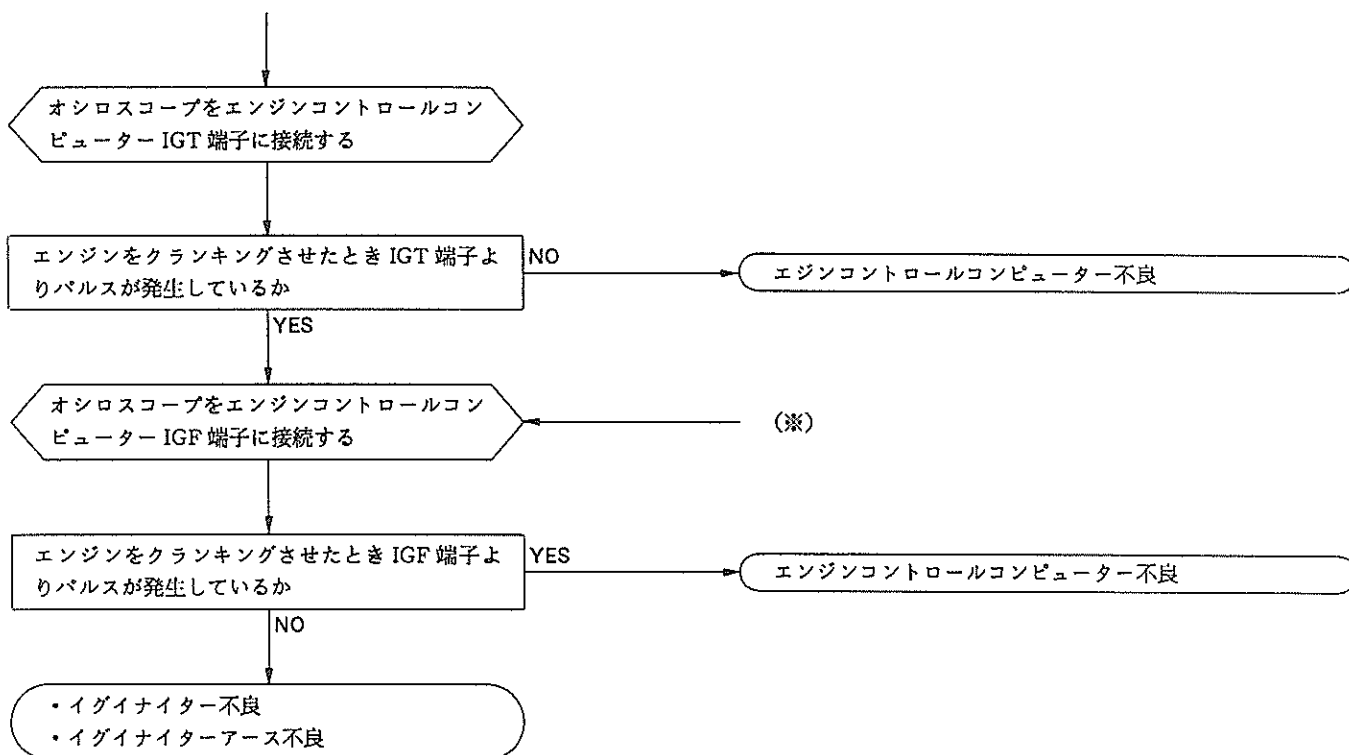 オシロスコープをエンジンコントロールコン
ピューター IGT 端子に接続する
エンジンをクランキングさせたとき IGT 端子よ
りパルスが発生しているか
NO
エジンコントロールコンピューター不良
YES
オシロスコープをエンジンコントロールコン
ピューター IGF 端子に接続する
(※)
エンジンをクランキングさせたとき IGF 端子よ
りパルスが発生しているか
YES
エンジンコントロールコンピューター不良
NO
・イグイナイター不良
・イグイナイターアース不良